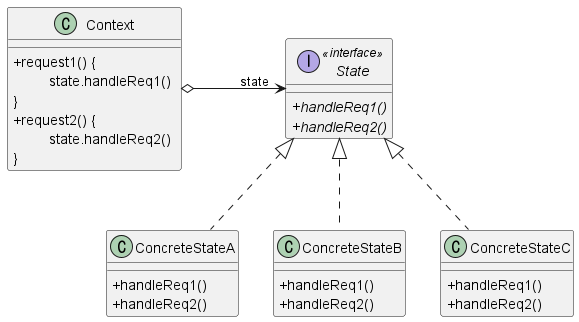 C Context
+request1() {
state.handleReq1()
}
+request2() {
state.handleReq2()
}
state
I «interface»
State
+handleReq1()
+handleReq2()
C ConcreteStateA
+handleReq1()
+handleReq2()
C ConcreteStateB
+handleReq1()
+handleReq2()
C ConcreteStateC
+handleReq1()
+handleReq2()